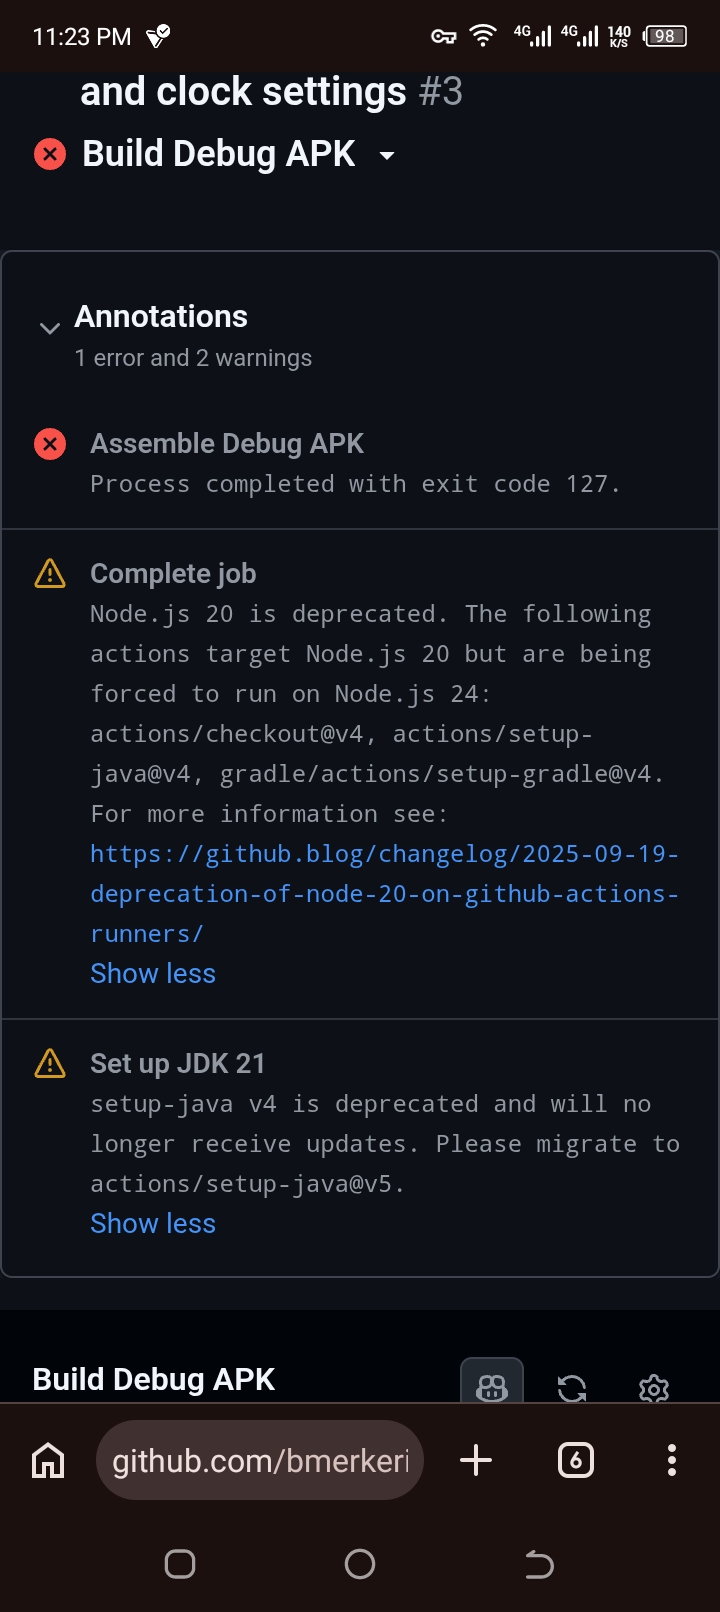 11:23 PM
4G 4G 140 K/S 98
and clock settings #3
Build Debug APK
Annotations
1 error and 2 warnings
Assemble Debug APK
Process completed with exit code 127.
Complete job
Node.js 20 is deprecated. The following
actions target Node.js 20 but are being
forced to run on Node.js 24:
actions/checkout@v4, actions/setup-
java@v4, gradle/actions/setup-gradle@v4.
For more information see:
https://github.blog/changelog/2025-09-19-
deprecation-of-node-20-on-github-actions-
runners/
Show less
Set up JDK 21
setup-java v4 is deprecated and will no
longer receive updates. Please migrate to
actions/setup-java@v5.
Show less
Build Debug APK
github.com/bmerkeri
6